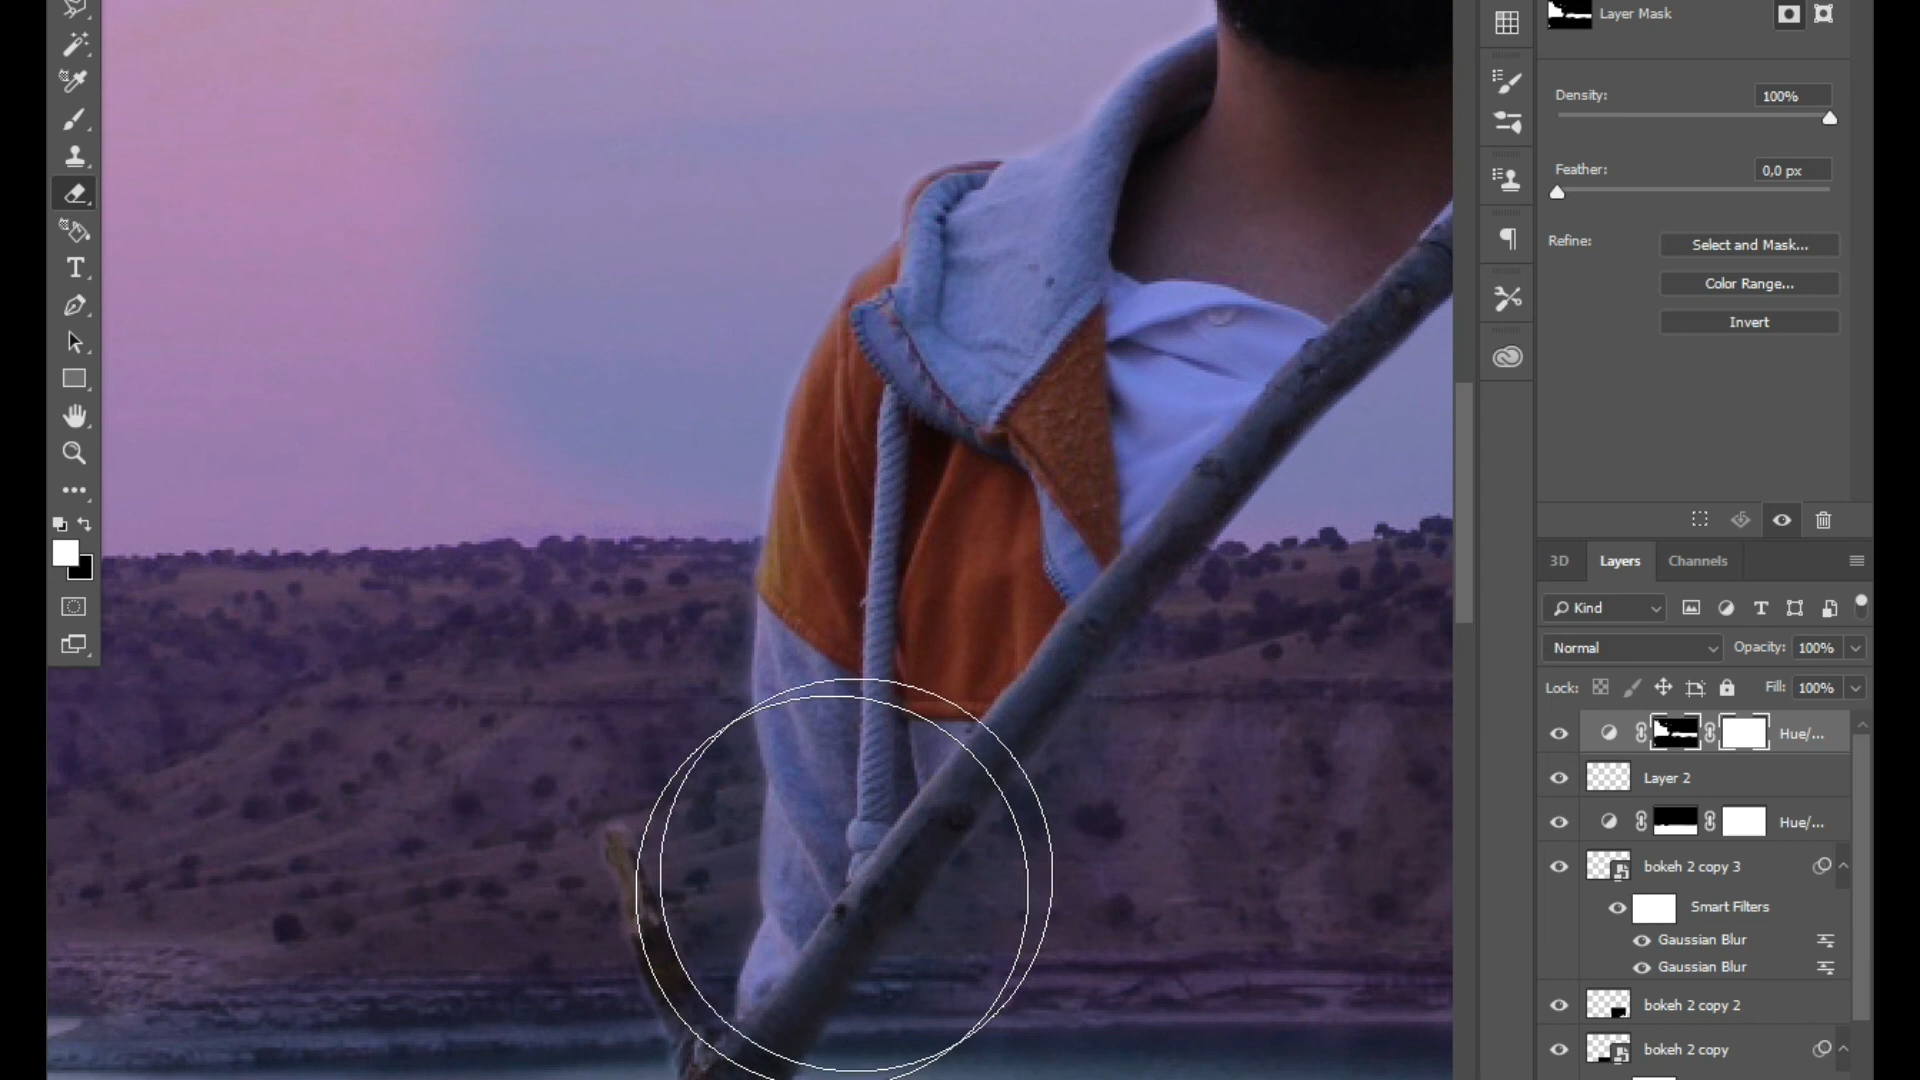 Layer Mask
Density:
100%
Feather:
0,0 px
Refine:
Select and Mask...
Color Range...
Invert
3D
Layers
Channels
Kind
Normal
Opacity:
100%
Lock:
Fill:
100%
Hue/...
Layer 2
Hue/...
bokeh 2 copy 3
Smart Filters
Gaussian Blur
Gaussian Blur
bokeh 2 copy 2
bokeh 2 copy